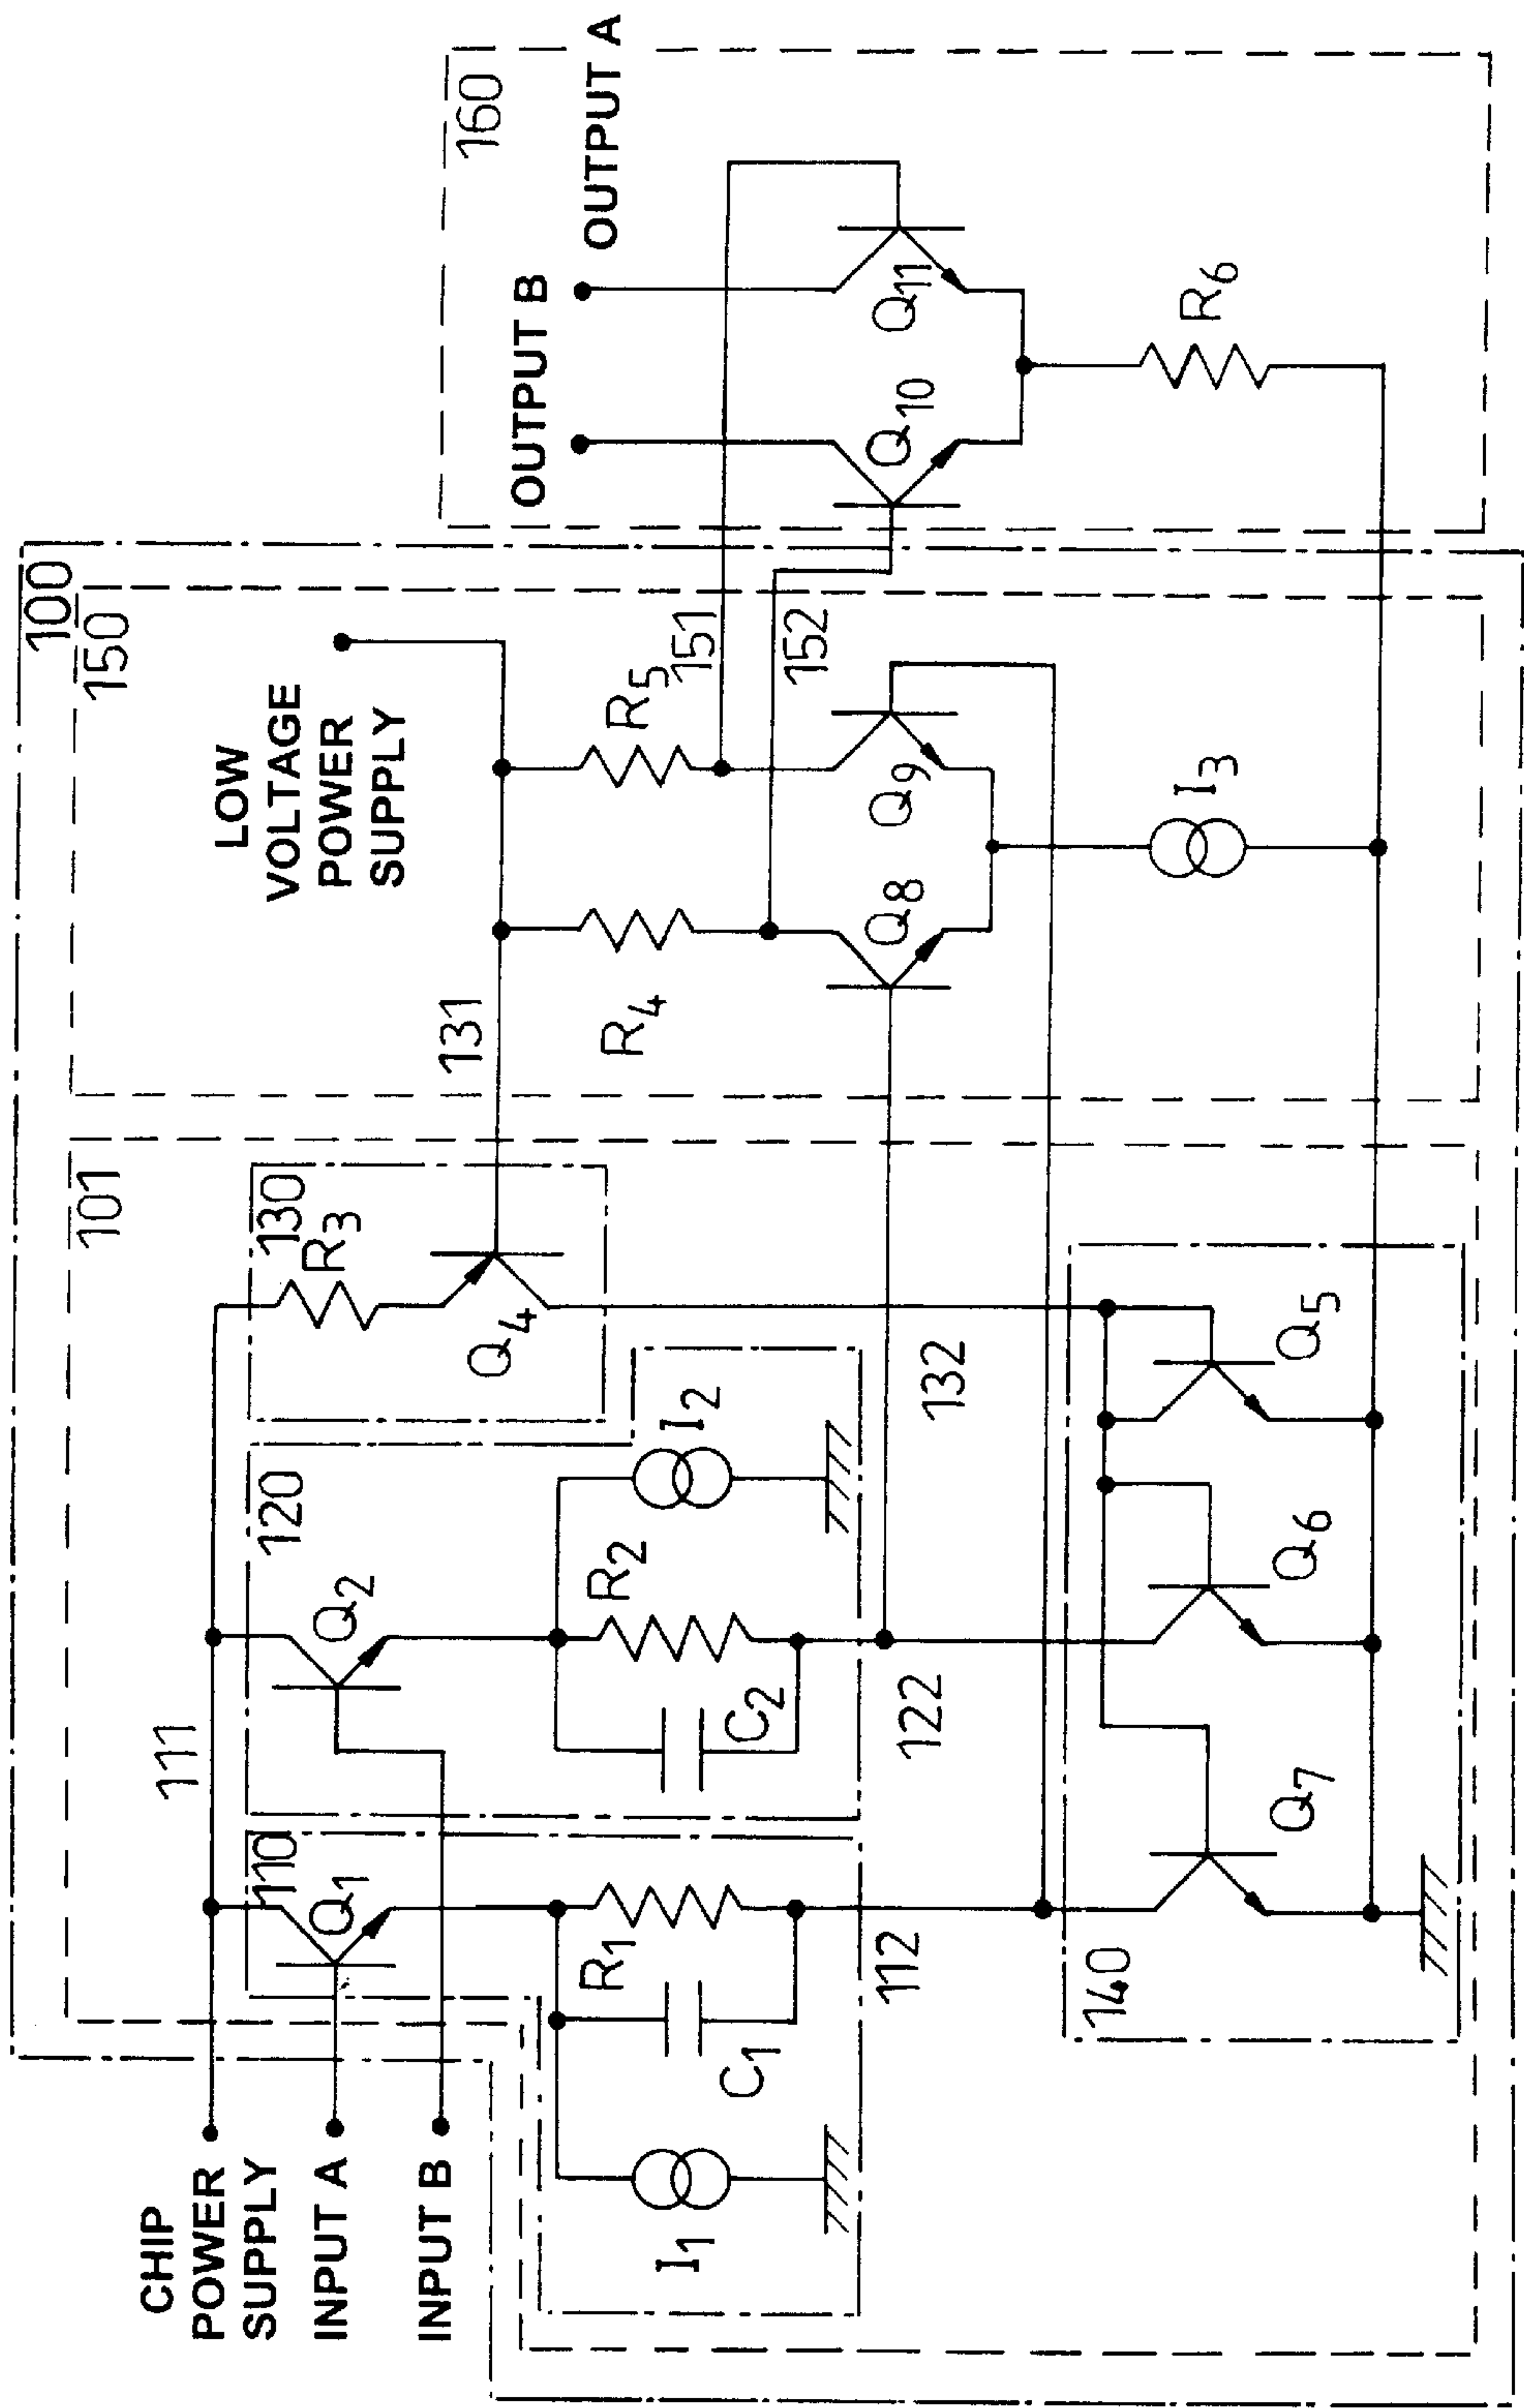 CHIP
POWER
SUPPLY
INPUT A
INPUT B
111
110
Q1
R1
C1
I1
112
120
Q2
R2
C2
I2
122
101
130
R3
Q4
132
140
Q7
Q6
Q5
131
100
150
LOW
VOLTAGE
POWER
SUPPLY
R4
R5
151
152
Q8
Q9
I3
160
OUTPUT B
OUTPUT A
Q10
Q11
R6